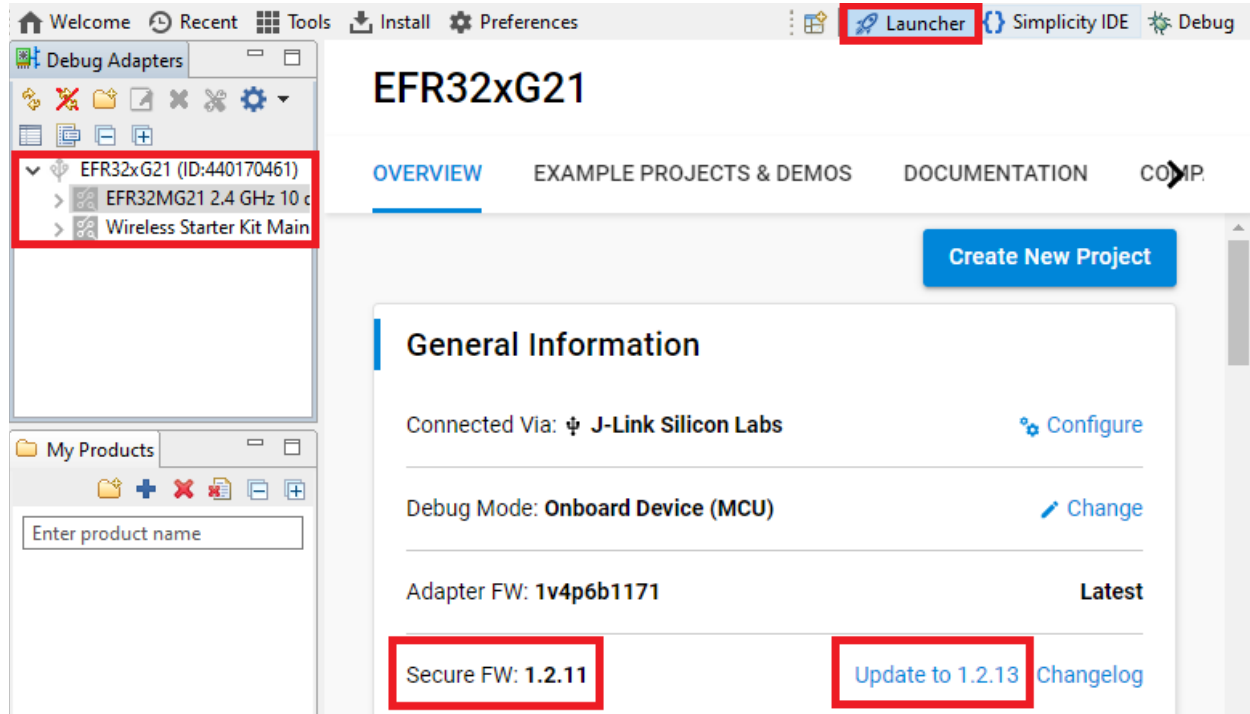 Welcome Recent Tools Install Preferences Launcher Simplicity IDE Debug
Debug Adapters
EFR32xG21 (ID:440170461)
EFR32MG21 2.4 GHz 10
Wireless Starter Kit Main
My Products
Enter product name
EFR32xG21
OVERVIEW EXAMPLE PROJECTS & DEMOS DOCUMENTATION
Create New Project
General Information
Connected Via: J-Link Silicon Labs Configure
Debug Mode: Onboard Device (MCU) Change
Adapter FW: 1v4p6b1171 Latest
Secure FW: 1.2.11 Update to 1.2.13 Changelog